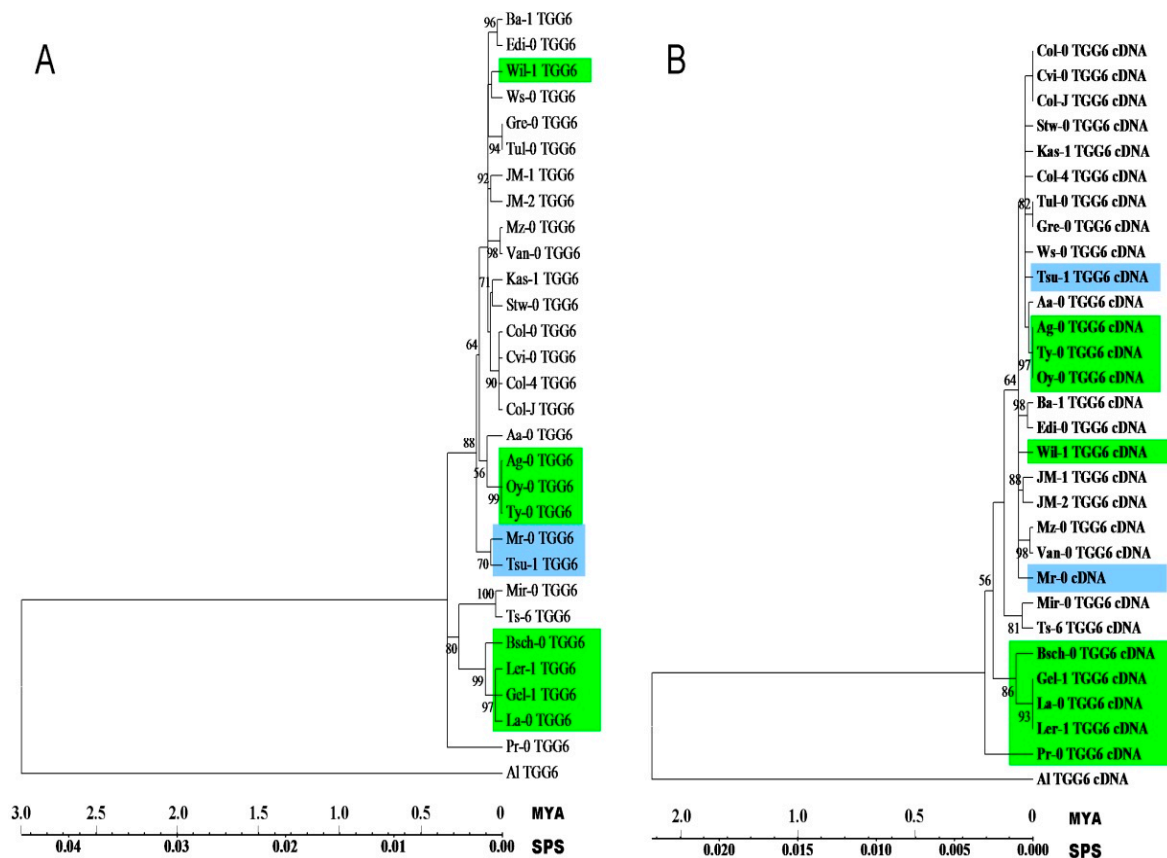 A
96
Ba-1 TGG6
Edi-0 TGG6
Wil-1 TGG6
Ws-0 TGG6
Gre-0 TGG6
94
Tul-0 TGG6
92
JM-1 TGG6
JM-2 TGG6
Mz-0 TGG6
98
Van-0 TGG6
71
Kas-1 TGG6
Stw-0 TGG6
64
Col-0 TGG6
Cvi-0 TGG6
90
Col-4 TGG6
Col-J TGG6
88
Aa-0 TGG6
56
Ag-0 TGG6
Oy-0 TGG6
99
Ty-0 TGG6
Mr-0 TGG6
70
Tsu-1 TGG6
100
Mir-0 TGG6
Ts-6 TGG6
80
Bsch-0 TGG6
99
Ler-1 TGG6
Gel-1 TGG6
97
La-0 TGG6
Pr-0 TGG6
Al TGG6
3.0 2.5 2.0 1.5 1.0 0.5 0 MYA
0.04 0.03 0.02 0.01 0.00 SPS
B
Col-0 TGG6 cDNA
Cvi-0 TGG6 cDNA
Col-J TGG6 cDNA
Stw-0 TGG6 cDNA
Kas-1 TGG6 cDNA
Col-4 TGG6 cDNA
82
Tul-0 TGG6 cDNA
Gre-0 TGG6 cDNA
Ws-0 TGG6 cDNA
Tsu-1 TGG6 cDNA
Aa-0 TGG6 cDNA
Ag-0 TGG6 cDNA
97
Ty-0 TGG6 cDNA
64
Oy-0 TGG6 cDNA
98
Ba-1 TGG6 cDNA
Edi-0 TGG6 cDNA
Wil-1 TGG6 cDNA
88
JM-1 TGG6 cDNA
JM-2 TGG6 cDNA
Mz-0 TGG6 cDNA
98
Van-0 TGG6 cDNA
56
Mr-0 cDNA
Mir-0 TGG6 cDNA
81
Ts-6 TGG6 cDNA
Bsch-0 TGG6 cDNA
86
Gel-1 TGG6 cDNA
La-0 TGG6 cDNA
93
Ler-1 TGG6 cDNA
Pr-0 TGG6 cDNA
Al TGG6 cDNA
2.0 1.0 0.5 0 MYA
0.020 0.015 0.010 0.005 0.000 SPS